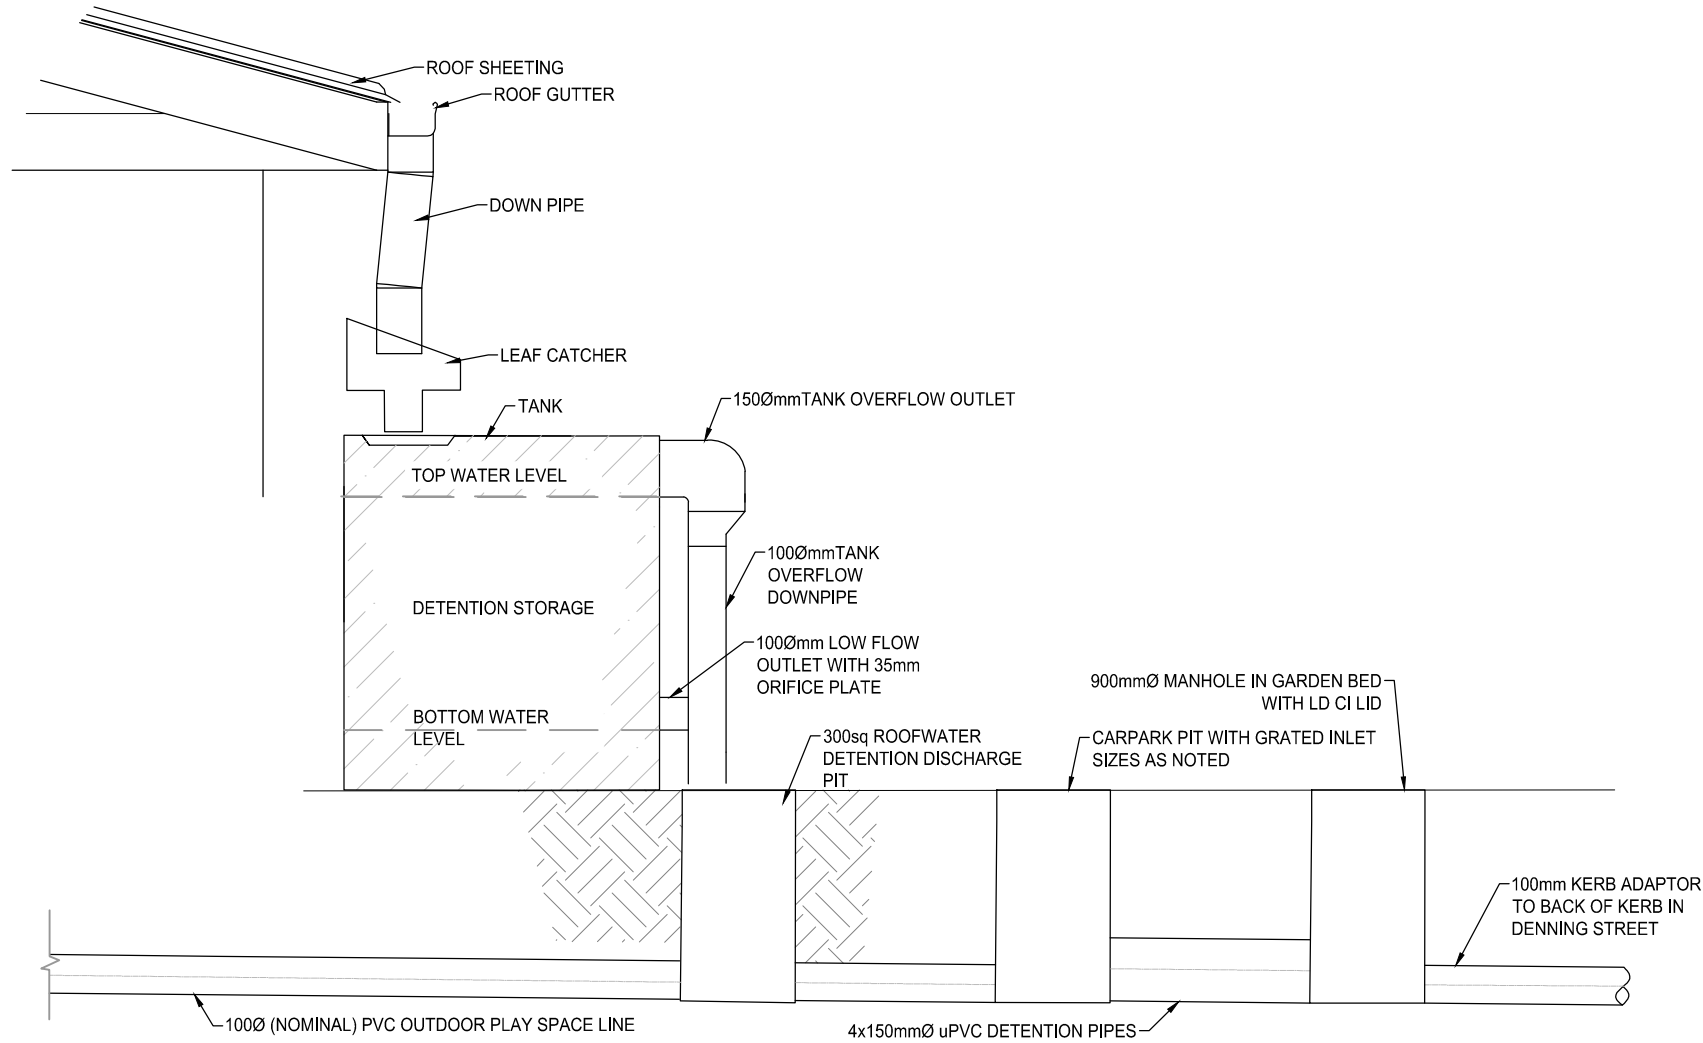 ROOF SHEETING
ROOF GUTTER
DOWN PIPE
LEAF CATCHER
TANK
150ØmmTANK OVERFLOW OUTLET
TOP WATER LEVEL
100ØmmTANK
OVERFLOW
DOWNPIPE
DETENTION STORAGE
100Ømm LOW FLOW
OUTLET WITH 35mm
ORIFICE PLATE
BOTTOM WATER
LEVEL
300sq ROOFWATER
DETENTION DISCHARGE
PIT
900mmØ MANHOLE IN GARDEN BED
WITH LD CI LID
CARPARK PIT WITH GRATED INLET
SIZES AS NOTED
100mm KERB ADAPTOR
TO BACK OF KERB IN
DENNING STREET
100Ø (NOMINAL) PVC OUTDOOR PLAY SPACE LINE
4x150mmØ uPVC DETENTION PIPES